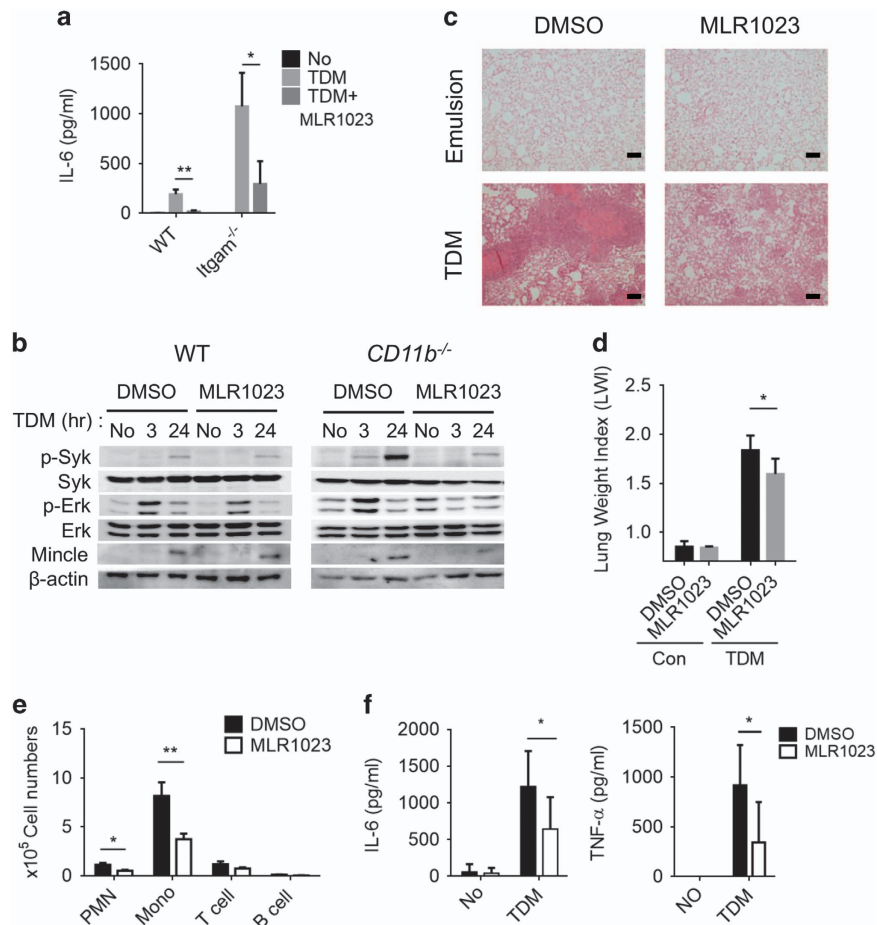 a
No
TDM
TDM+
MLR1023
IL-6 (pg/ml)
1500
1000
500
0
*
**
WT
Itgam-/-
c
DMSO
MLR1023
Emulsion
TDM
b
WT
CD11b-/-
DMSO MLR1023 DMSO MLR1023
TDM (hr) : No 3 24 No 3 24 No 3 24 No 3 24
p-Syk
Syk
p-Erk
Erk
Mincle
β-actin
d
Lung Weight Index (LWI)
2.5
2.0
1.5
1.0
*
DMSO
MLR1023
DMSO
MLR1023
Con TDM
e
DMSO
MLR1023
x10⁵ Cell numbers
15
10
5
0
*
**
PMN
Mono
T cell
B cell
f
IL-6 (pg/ml)
2000
1500
1000
500
0
*
No
TDM
TNF-α (pg/ml)
1500
1000
500
0
*
NO
TDM
DMSO
MLR1023